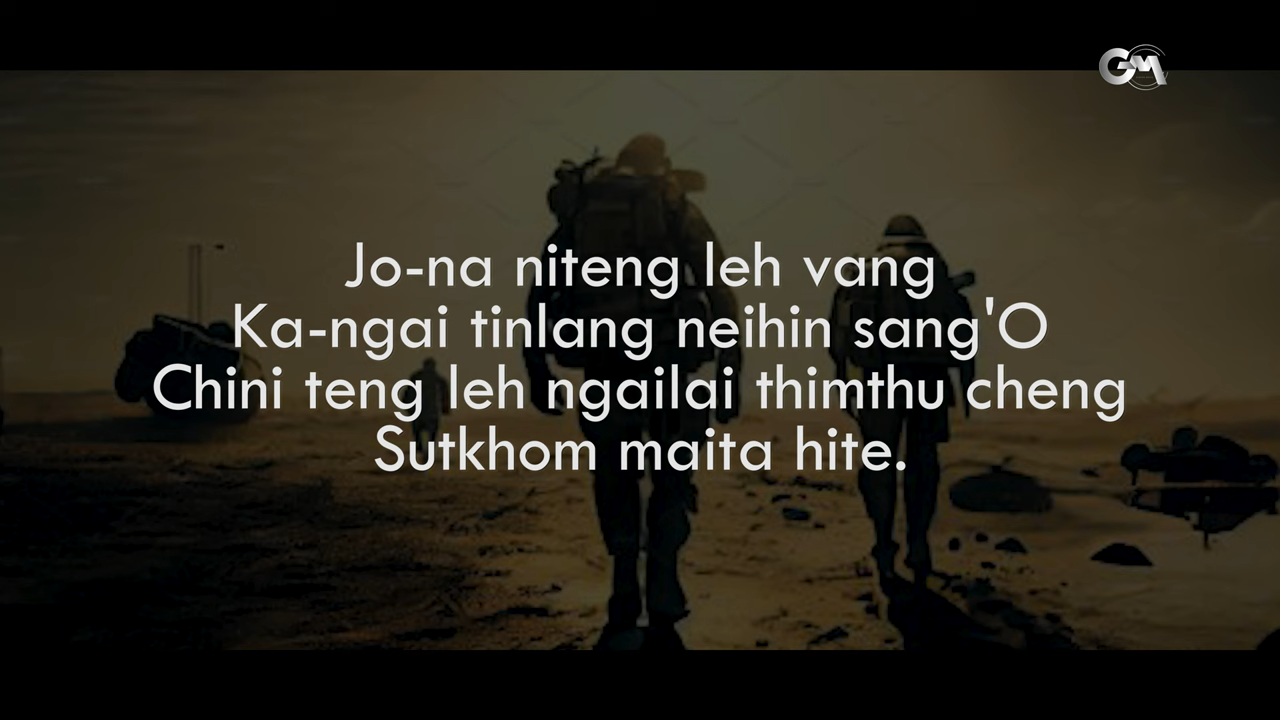 GM
Jo-na niteng leh vang
Ka-ngai tinlang neihin sang'O
Chini teng leh ngailai thimthu cheng
Sutkhom maita hite.